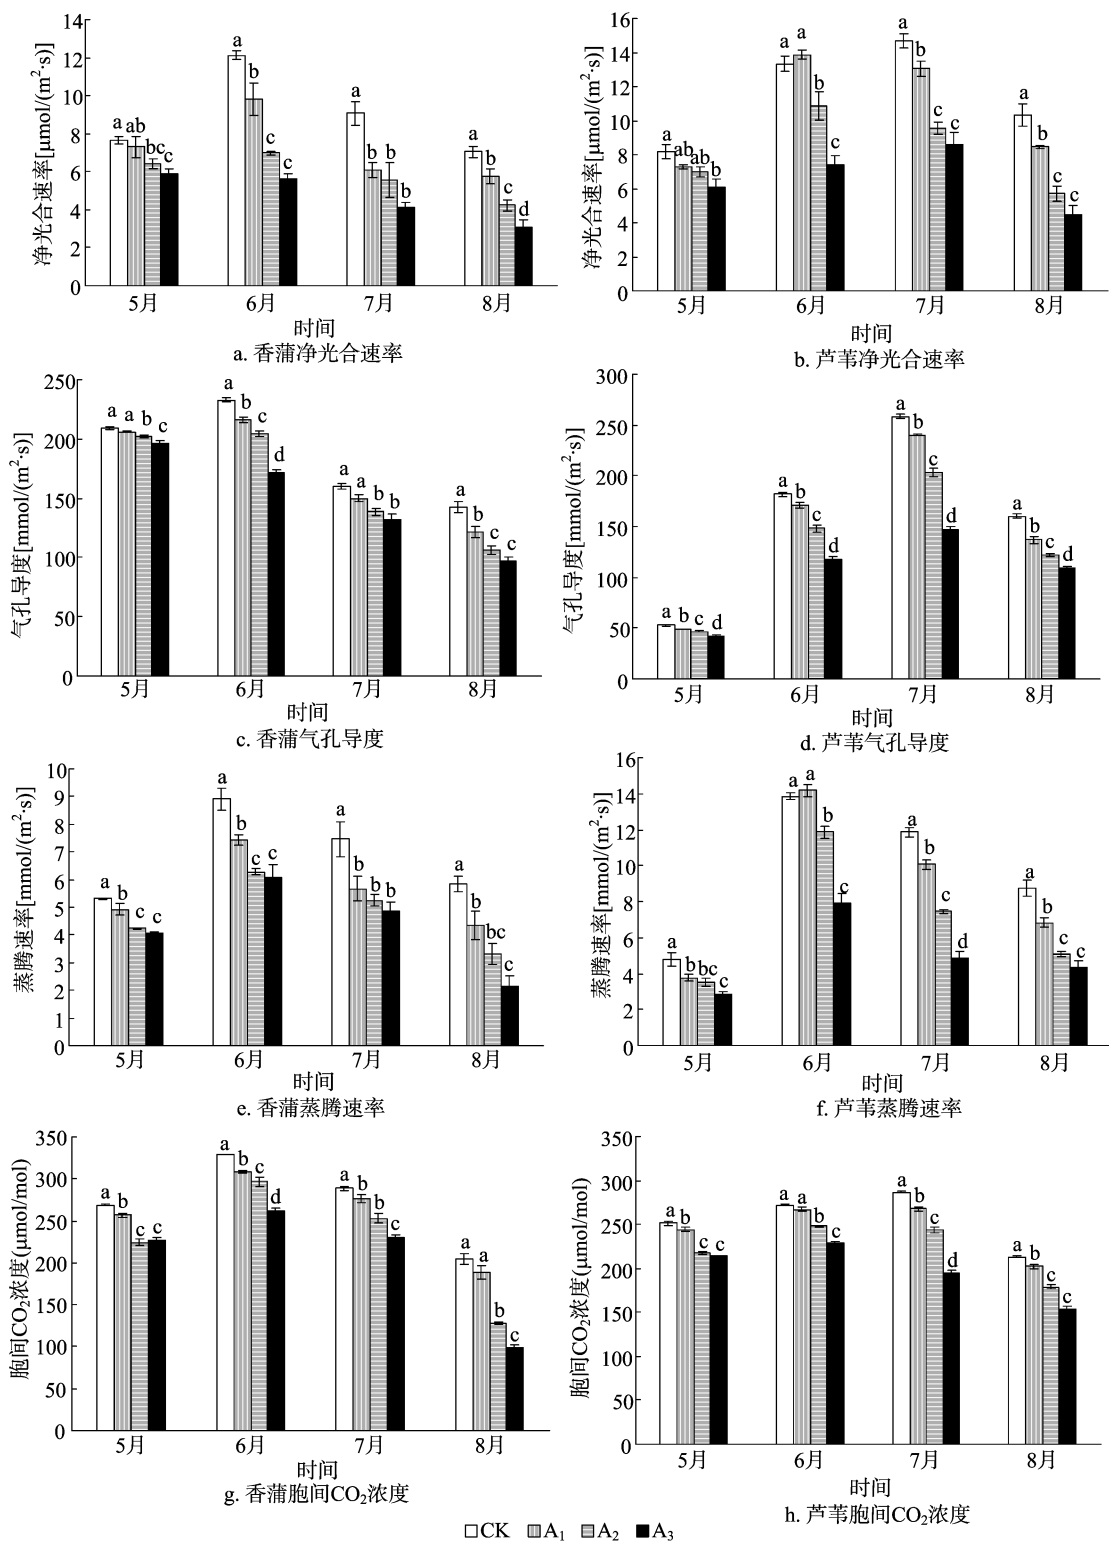 净光合速率[μmol/(m²·s)]
14
12
10
8
6
4
2
0
a ab bc c
a b c c
a b b b
a b c d
5月 6月 7月 8月
时间
a. 香蒲净光合速率
净光合速率[μmol/(m²·s)]
16
14
12
10
8
6
4
2
0
a ab ab b
a a b c
a b c c
a b c c
5月 6月 7月 8月
时间
b. 芦苇净光合速率
气孔导度[mmol/(m²·s)]
250
200
150
100
50
0
a a b c
a b c d
a a b b
a b c c
5月 6月 7月 8月
时间
c. 香蒲气孔导度
气孔导度[mmol/(m²·s)]
300
250
200
150
100
50
0
a b c d
a b c d
a b c d
a b c d
5月 6月 7月 8月
时间
d. 芦苇气孔导度
蒸腾速率[mmol/(m²·s)]
10
9
8
7
6
5
4
3
2
1
0
a b c c
a b c c
a b b b
a b bc c
5月 6月 7月 8月
时间
e. 香蒲蒸腾速率
蒸腾速率[mmol/(m²·s)]
16
14
12
10
8
6
4
2
0
a b bc c
a a b c
a b c d
a b c c
5月 6月 7月 8月
时间
f. 芦苇蒸腾速率
胞间CO₂浓度(μmol/mol)
350
300
250
200
150
100
50
0
a b c c
a b c d
a b b c
a a b c
5月 6月 7月 8月
时间
g. 香蒲胞间CO₂浓度
胞间CO₂浓度(μmol/mol)
350
300
250
200
150
100
50
0
a b c c
a a b c
a b c d
a b c c
5月 6月 7月 8月
时间
h. 芦苇胞间CO₂浓度
CK A₁ A₂ A₃